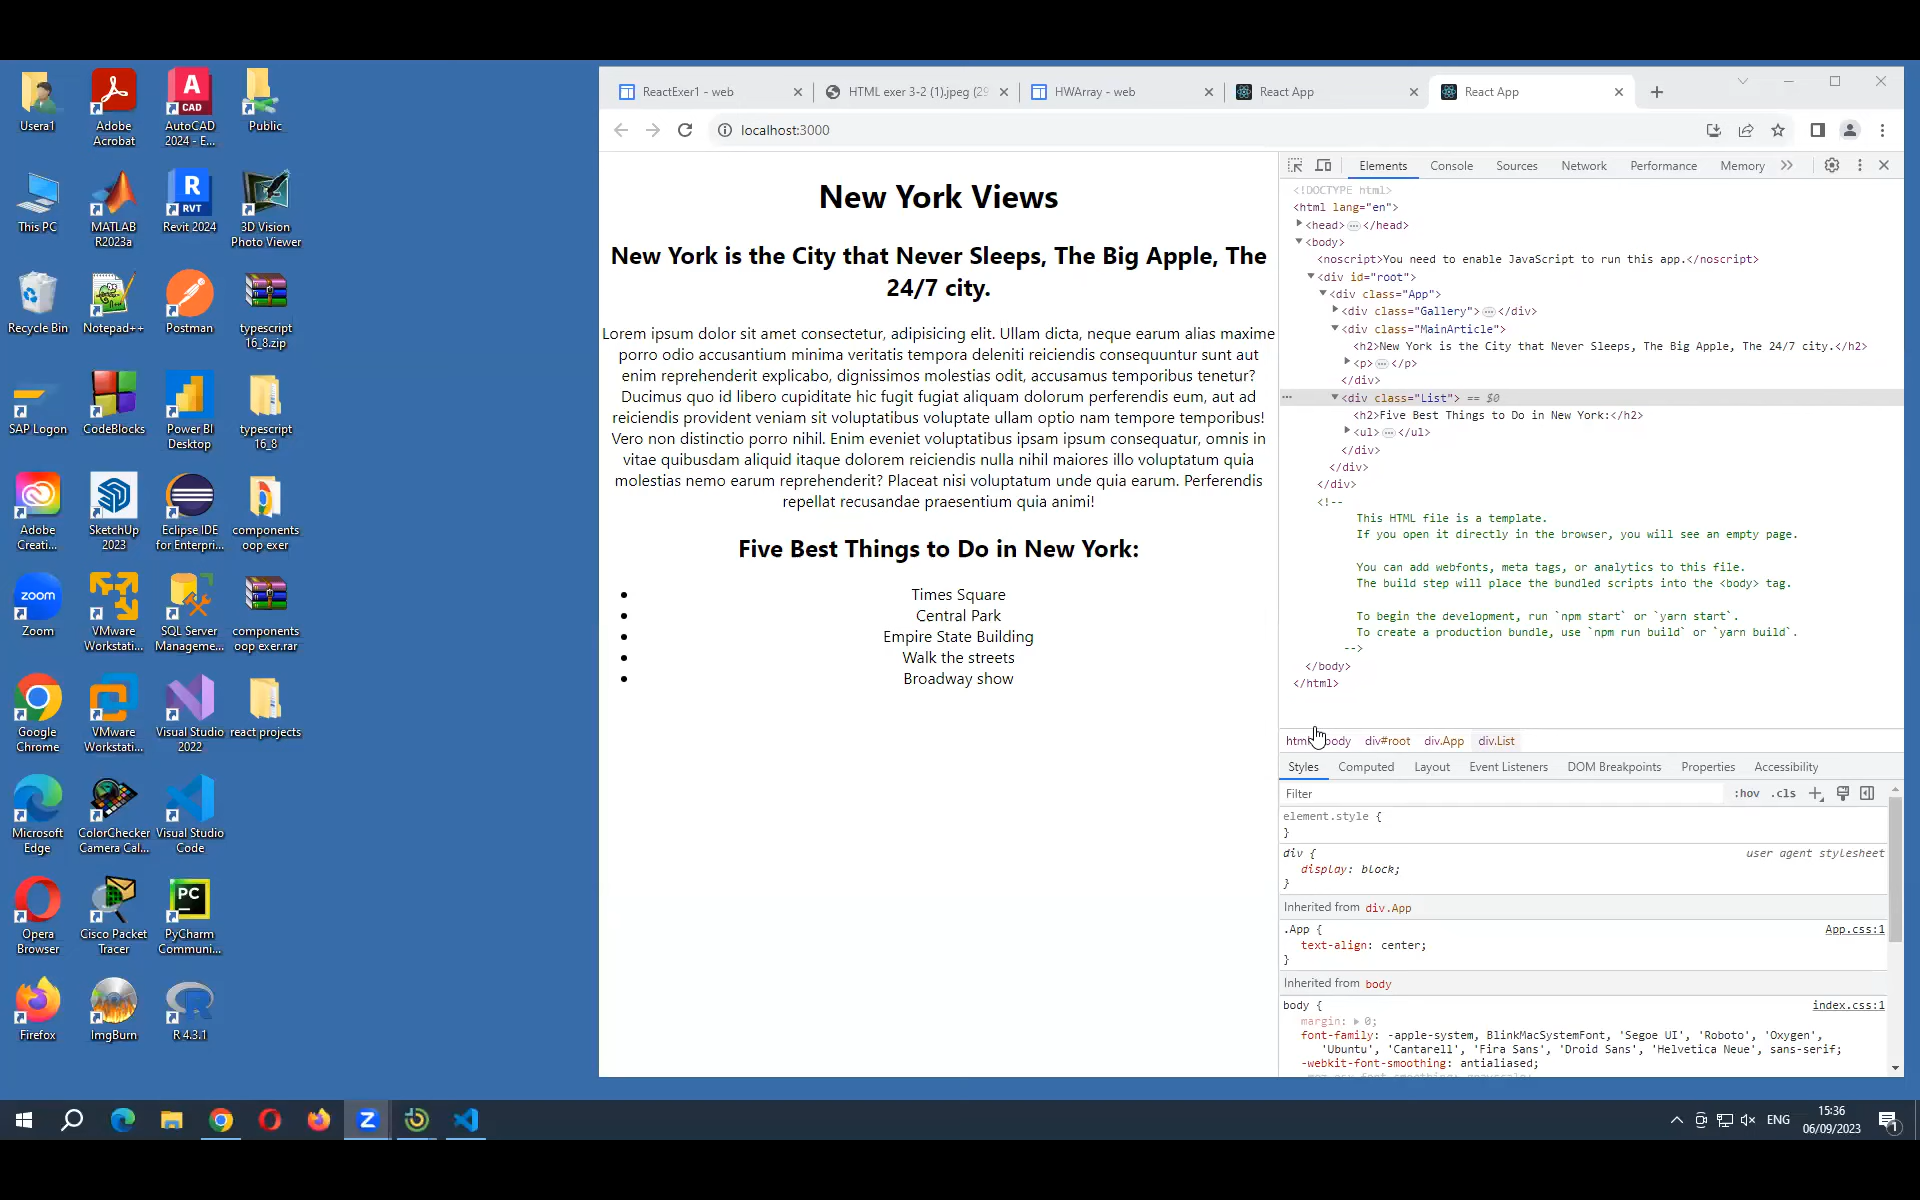 Usera1
Adobe
Acrobat
AutoCAD
2024 - E...
Public
This PC
MATLAB
R2023a
Revit 2024
3D Vision
Photo Viewer
Recycle Bin
Notepad++
Postman
typescript
16_8.zip
SAP Logon
CodeBlocks
Power BI
Desktop
typescript
16_8
Adobe
Creati...
SketchUp
2023
Eclipse IDE
for Enterpri...
components
oop exer
zoom
Zoom
VMware
Workstati...
SQL Server
Manageme...
components
oop exer.rar
Google
Chrome
VMware
Workstati...
Visual Studio
2022
react projects
Microsoft
Edge
ColorChecker
Camera Cal...
Visual Studio
Code
Opera
Browser
Cisco Packet
Tracer
PyCharm
Communi...
Firefox
ImgBurn
R 4.3.1
ReactExer1 - web
HTML exer 3-2 (1).jpeg (29
HWArray - web
React App
React App
localhost:3000
New York Views
New York is the City that Never Sleeps, The Big Apple, The
24/7 city.
Lorem ipsum dolor sit amet consectetur, adipisicing elit. Ullam dicta, neque earum alias maxime
porro odio accusantium minima veritatis tempora deleniti reiciendis consequuntur sunt aut
enim reprehenderit explicabo, dignissimos molestias odit, accusamus temporibus tenetur?
Ducimus quo id libero cupiditate hic fugit fugiat aliquam dolorum perferendis eum, aut ad
reiciendis provident veniam sit voluptatibus voluptate ullam optio nam tempore temporibus!
Vero non distinctio porro nihil. Enim eveniet voluptatibus ipsam ipsum consequatur, omnis in
vitae quibusdam aliquid itaque dolorem reiciendis nulla nihil maiores illo voluptatum quia
molestias nemo earum reprehenderit? Placeat nisi voluptatum unde quia earum. Perferendis
repellat recusandae praesentium quia animi!
Five Best Things to Do in New York:
Times Square
Central Park
Empire State Building
Walk the streets
Broadway show
Elements
Console
Sources
Network
Performance
Memory
<!DOCTYPE html>
<html lang="en">
<head>…</head>
<body>
<noscript>You need to enable JavaScript to run this app.</noscript>
<div id="root">
<div class="App">
<div class="Gallery">…</div>
<div class="MainArticle">
<h2>New York is the City that Never Sleeps, The Big Apple, The 24/7 city.</h2>
<p>…</p>
</div>
<div class="List"> == $0
<h2>Five Best Things to Do in New York:</h2>
<ul>…</ul>
</div>
</div>
</div>
<!--
This HTML file is a template.
If you open it directly in the browser, you will see an empty page.
You can add webfonts, meta tags, or analytics to this file.
The build step will place the bundled scripts into the <body> tag.
To begin the development, run `npm start` or `yarn start`.
To create a production bundle, use `npm run build` or `yarn build`.
-->
</body>
</html>
html body div#root div.App div.List
Styles
Computed
Layout
Event Listeners
DOM Breakpoints
Properties
Accessibility
Filter
:hov .cls
element.style {
}
div {
user agent stylesheet
display: block;
}
Inherited from div.App
.App {
App.css:1
text-align: center;
}
Inherited from body
body {
index.css:1
margin: 0;
font-family: -apple-system, BlinkMacSystemFont, 'Segoe UI', 'Roboto', 'Oxygen',
'Ubuntu', 'Cantarell', 'Fira Sans', 'Droid Sans', 'Helvetica Neue', sans-serif;
-webkit-font-smoothing: antialiased;
ENG
15:36
06/09/2023